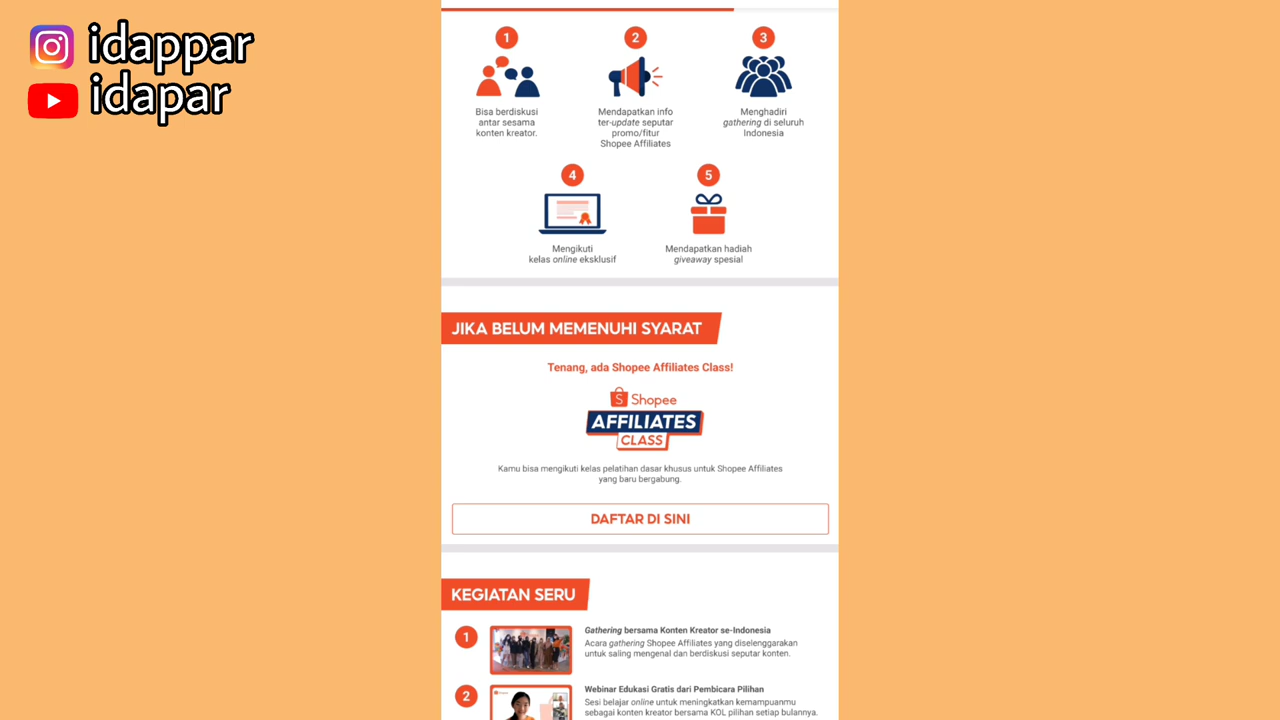 idappar
idapar
1
2
3
Bisa berdiskusi
antar sesama
konten kreator.
Mendapatkan info
ter-update seputar
promo/fitur
Shopee Affiliates
Menghadiri
gathering di seluruh
Indonesia
4
5
Mengikuti
kelas online eksklusif
Mendapatkan hadiah
giveaway spesial
JIKA BELUM MEMENUHI SYARAT
Tenang, ada Shopee Affiliates Class!
S Shopee
AFFILIATES
CLASS
Kamu bisa mengikuti kelas pelatihan dasar khusus untuk Shopee Affiliates
yang baru bergabung.
DAFTAR DI SINI
KEGIATAN SERU
1
Gathering bersama Konten Kreator se-Indonesia
Acara gathering Shopee Affiliates yang diselenggarakan
untuk saling mengenal dan berdiskusi seputar konten.
2
Webinar Edukasi Gratis dari Pembicara Pilihan
Sesi belajar online untuk meningkatkan kemampuanmu
sebagai konten kreator bersama KOL pilihan setiap bulannya.